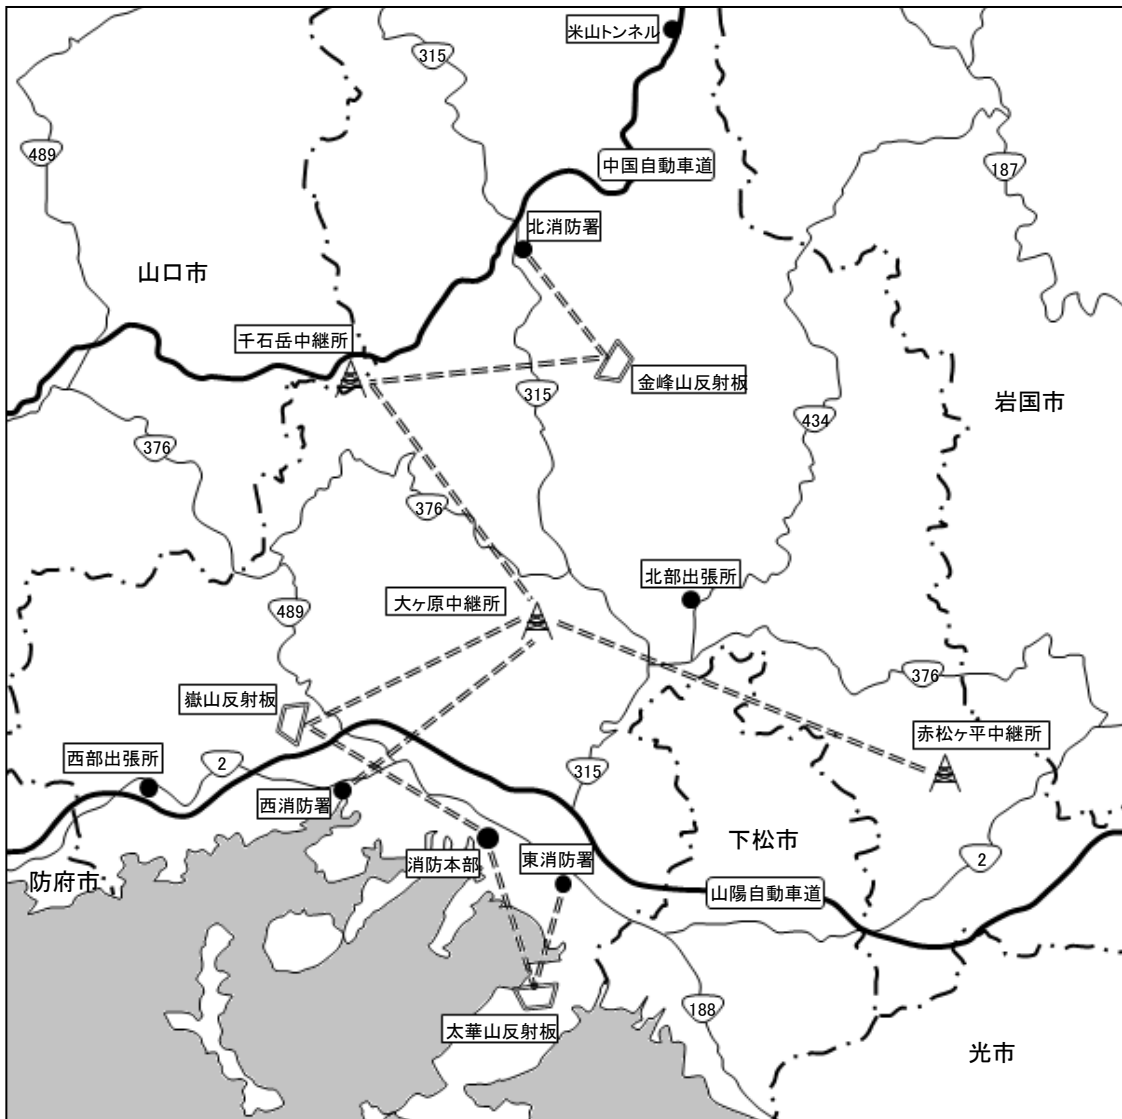 米山トンネル
315
489
中国自動車道
187
北消防署
山口市
千石岳中継所
金峰山反射板
315
岩国市
434
376
376
北部出張所
大ヶ原中継所
489
376
嶽山反射板
赤松ヶ平中継所
西部出張所
2
315
西消防署
消防本部
東消防署
下松市
2
防府市
山陽自動車道
188
太華山反射板
光市